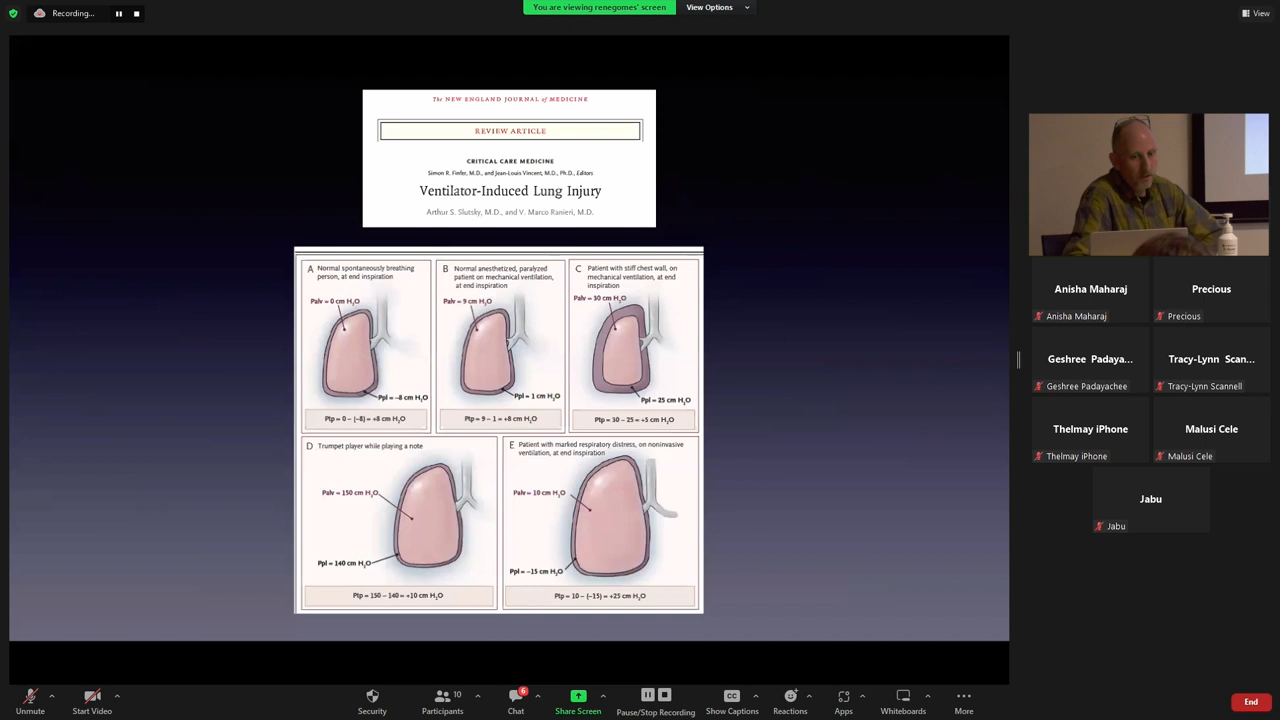 Recording...
You are viewing renegomes' screen
View Options
View
The NEW ENGLAND JOURNAL of MEDICINE
REVIEW ARTICLE
CRITICAL CARE MEDICINE
Simon R. Finfer, M.D., and Jean-Louis Vincent, M.D., Ph.D., Editors
Ventilator-Induced Lung Injury
Arthur S. Slutsky, M.D., and V. Marco Ranieri, M.D.
A Normal spontaneously breathing
person, at end inspiration
Palv = 0 cm H2O
Ppl = −8 cm H2O
Ptp = 0 − (−8) = +8 cm H2O
B Normal anesthetized, paralyzed
patient on mechanical ventilation,
at end inspiration
Palv = 9 cm H2O
Ppl = 1 cm H2O
Ptp = 9 − 1 = +8 cm H2O
C Patient with stiff chest wall, on
mechanical ventilation, at end
inspiration
Palv = 30 cm H2O
Ppl = 25 cm H2O
Ptp = 30 − 25 = +5 cm H2O
D Trumpet player while playing a note
Palv = 150 cm H2O
Ppl = 140 cm H2O
Ptp = 150 − 140 = +10 cm H2O
E Patient with marked respiratory distress, on noninvasive
ventilation, at end inspiration
Palv = 10 cm H2O
Ppl = −15 cm H2O
Ptp = 10 − (−15) = +25 cm H2O
Anisha Maharaj
Anisha Maharaj
Precious
Precious
Geshree Padaya...
Geshree Padayachee
Tracy-Lynn Scan...
Tracy-Lynn Scannell
Thelmay iPhone
Thelmay iPhone
Malusi Cele
Malusi Cele
Jabu
Jabu
Unmute
Start Video
Security
10
Participants
6
Chat
Share Screen
Pause/Stop Recording
CC
Show Captions
Reactions
Apps
Whiteboards
More
End